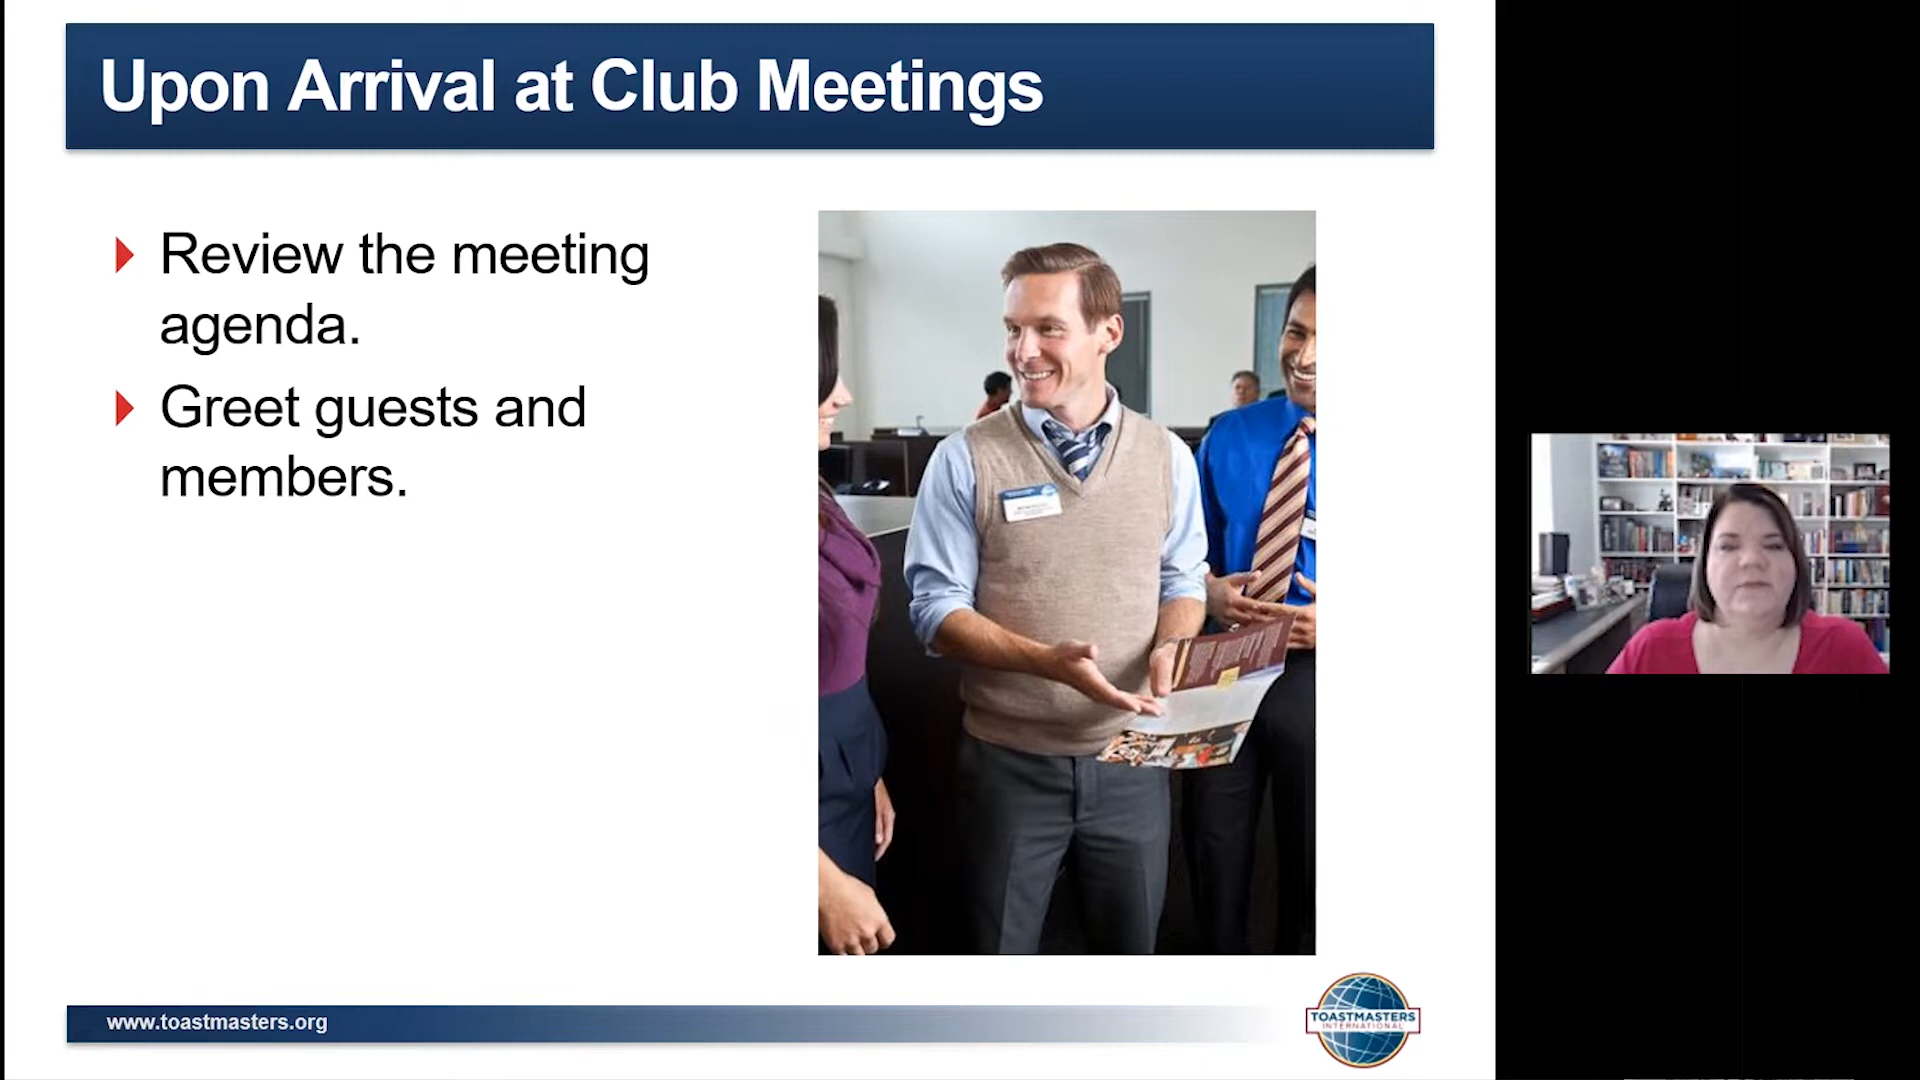 Upon Arrival at Club Meetings
Review the meeting
agenda.
Greet guests and
members.
www.toastmasters.org
TOASTMASTERS
INTERNATIONAL